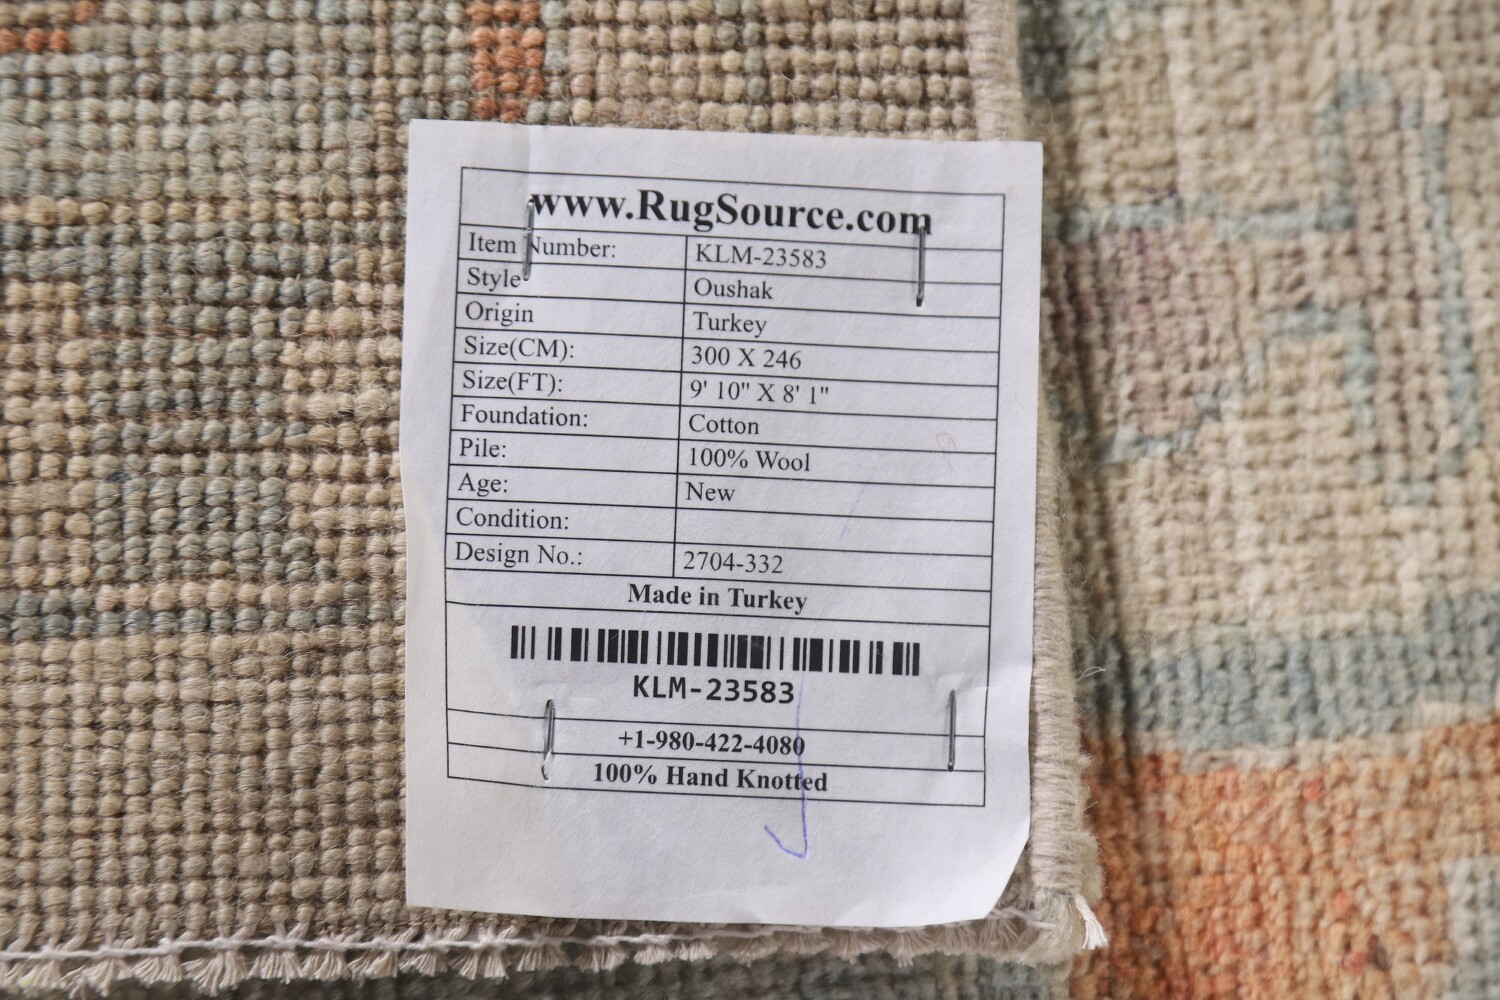 www.RugSource.com
Item Number: KLM-23583
Style Oushak
Origin Turkey
Size(CM): 300 X 246
Size(FT): 9' 10" X 8' 1"
Foundation: Cotton
Pile: 100% Wool
Age: New
Condition:
Design No.: 2704-332
Made in Turkey
KLM-23583
+1-980-422-4080
100% Hand Knotted